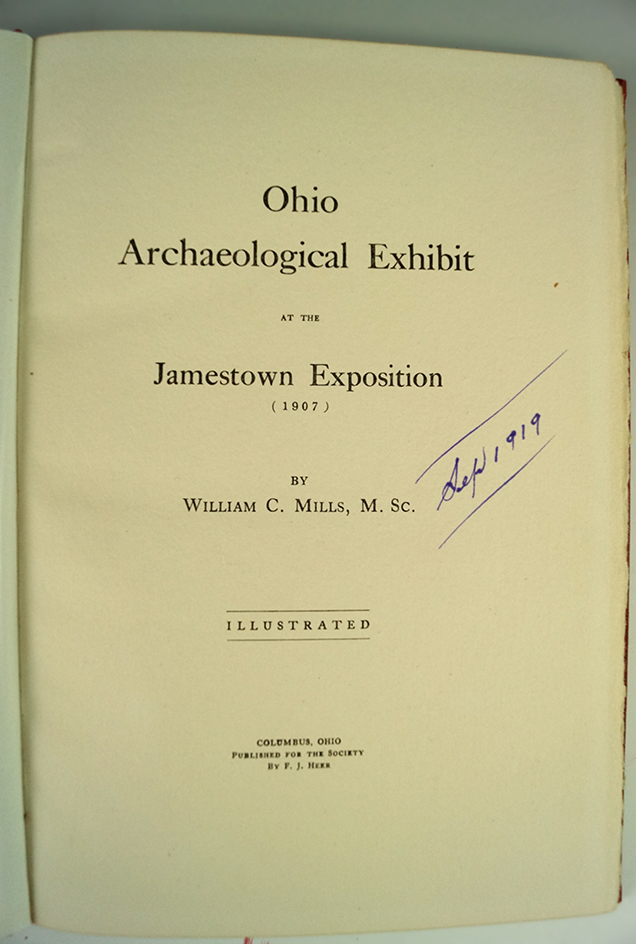 Ohio
Archaeological Exhibit
AT THE
Jamestown Exposition
(1907)
Sep 1919
BY
WILLIAM C. MILLS, M. SC.
ILLUSTRATED
COLUMBUS, OHIO
PUBLISHED FOR THE SOCIETY
BY F. J. HEER